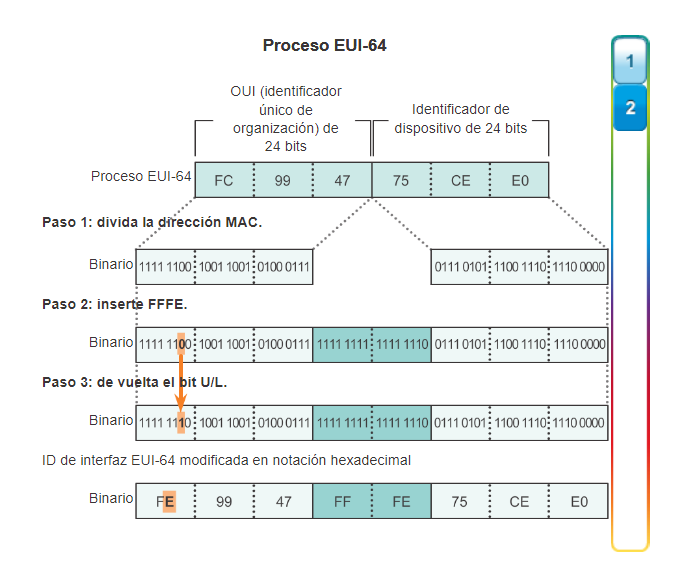 Proceso EUI-64
1
2
OUI (identificador
único de
organización) de
24 bits
Identificador de
dispositivo de 24 bits
Proceso EUI-64 FC 99 47 75 CE E0
Paso 1: divida la dirección MAC.
Binario 1111 1100 1001 1001 0100 0111 0111 0101 1100 1110 1110 0000
Paso 2: inserte FFFE.
Binario 1111 1100 1001 1001 0100 0111 1111 1111 1111 1110 0111 0101 1100 1110 1110 0000
Paso 3: de vuelta el bit U/L.
Binario 1111 1110 1001 1001 0100 0111 1111 1111 1111 1110 0111 0101 1100 1110 1110 0000
ID de interfaz EUI-64 modificada en notación hexadecimal
Binario FE 99 47 FF FE 75 CE E0